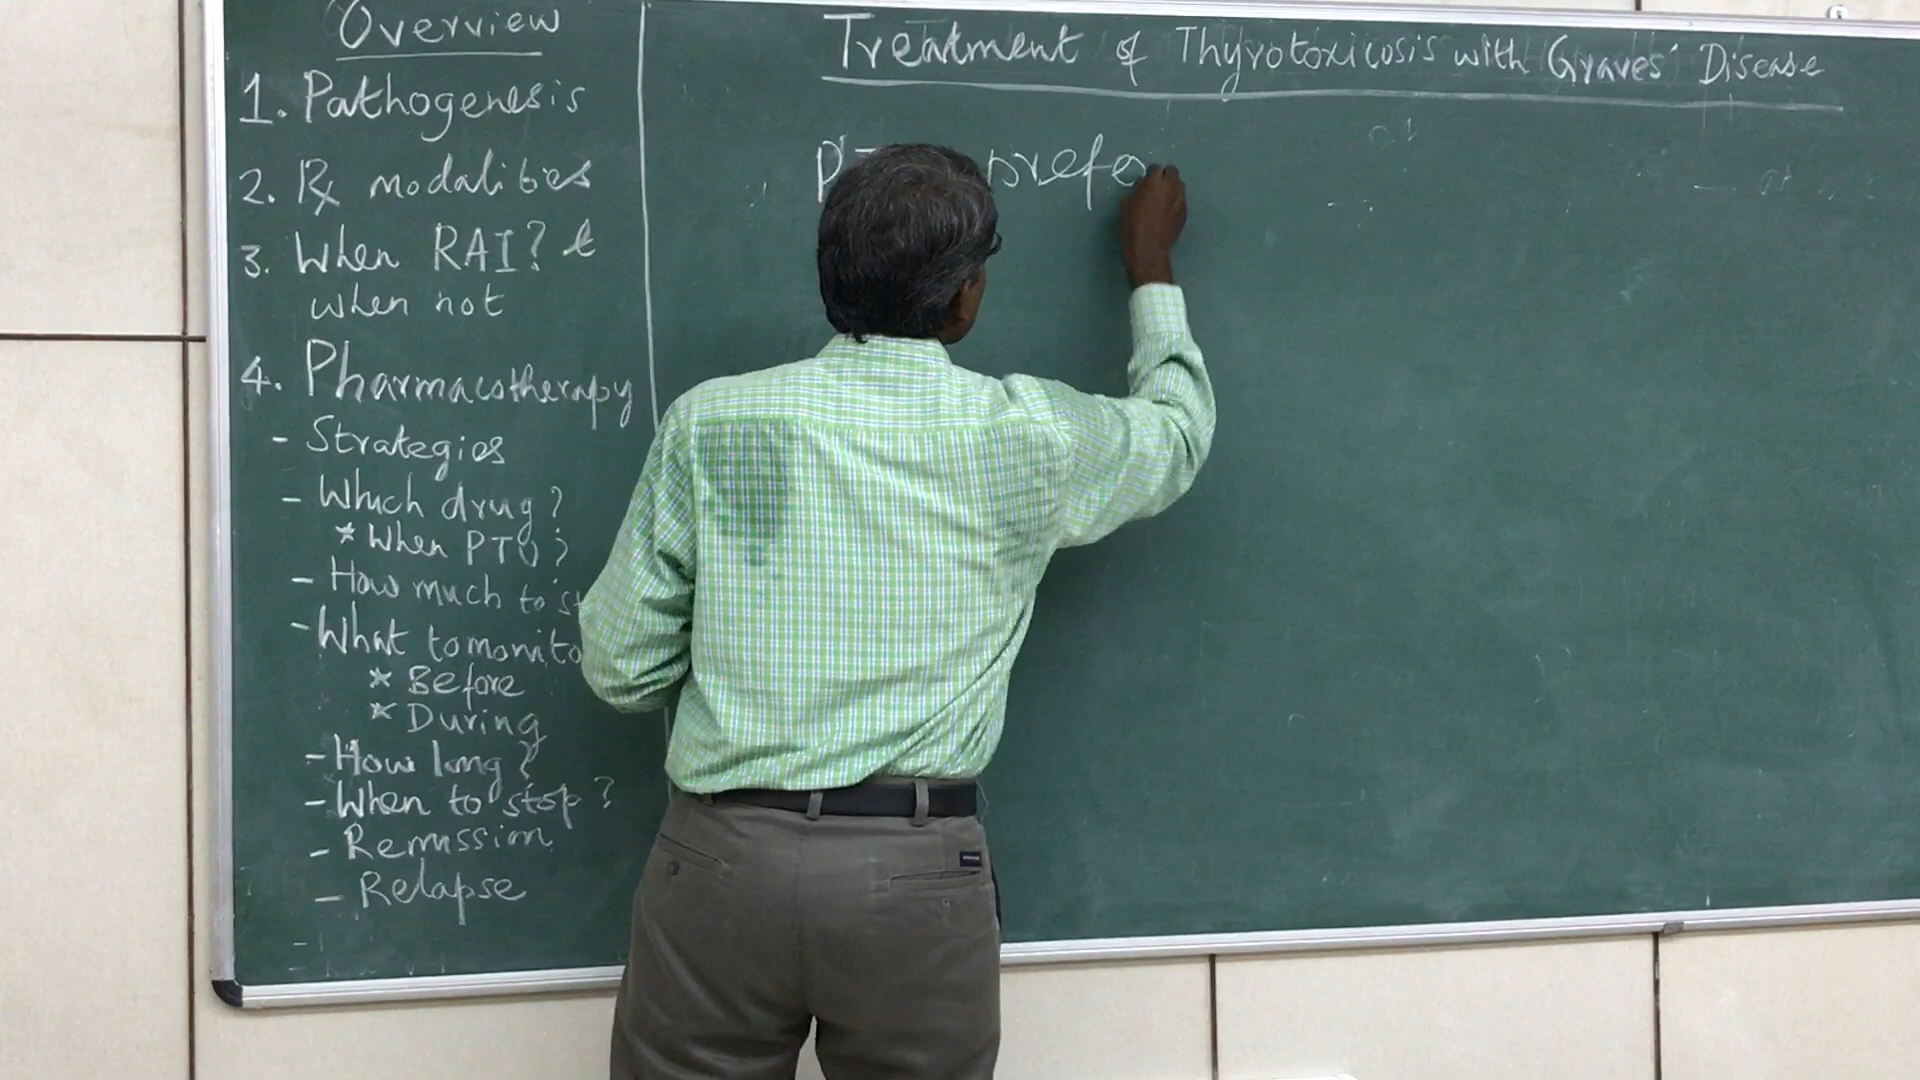 Overview
1. Pathogenesis
2. Rx modalities
3. When RAI? &
when not
4. Pharmacotherapy
- Strategies
- Which drug?
* When PTU?
- How much to st
- What to monito
* Before
* During
- How long?
- When to stop?
- Remission
- Relapse
Treatment of Thyrotoxicosis with Graves' Disease
prefe